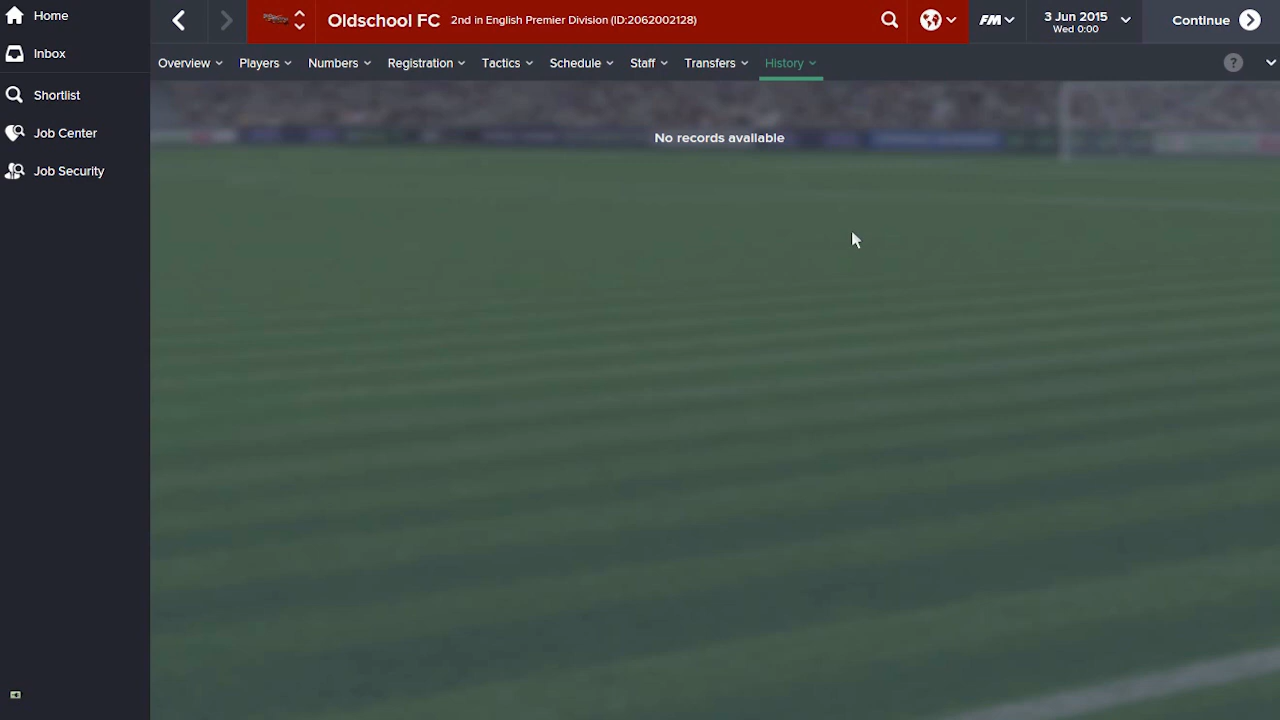 Home
Inbox
Shortlist
Job Center
Job Security
Oldschool FC 2nd in English Premier Division (ID:2062002128)
FM
3 Jun 2015
Wed 0:00
Continue
Overview Players Numbers Registration Tactics Schedule Staff Transfers History ?
No records available